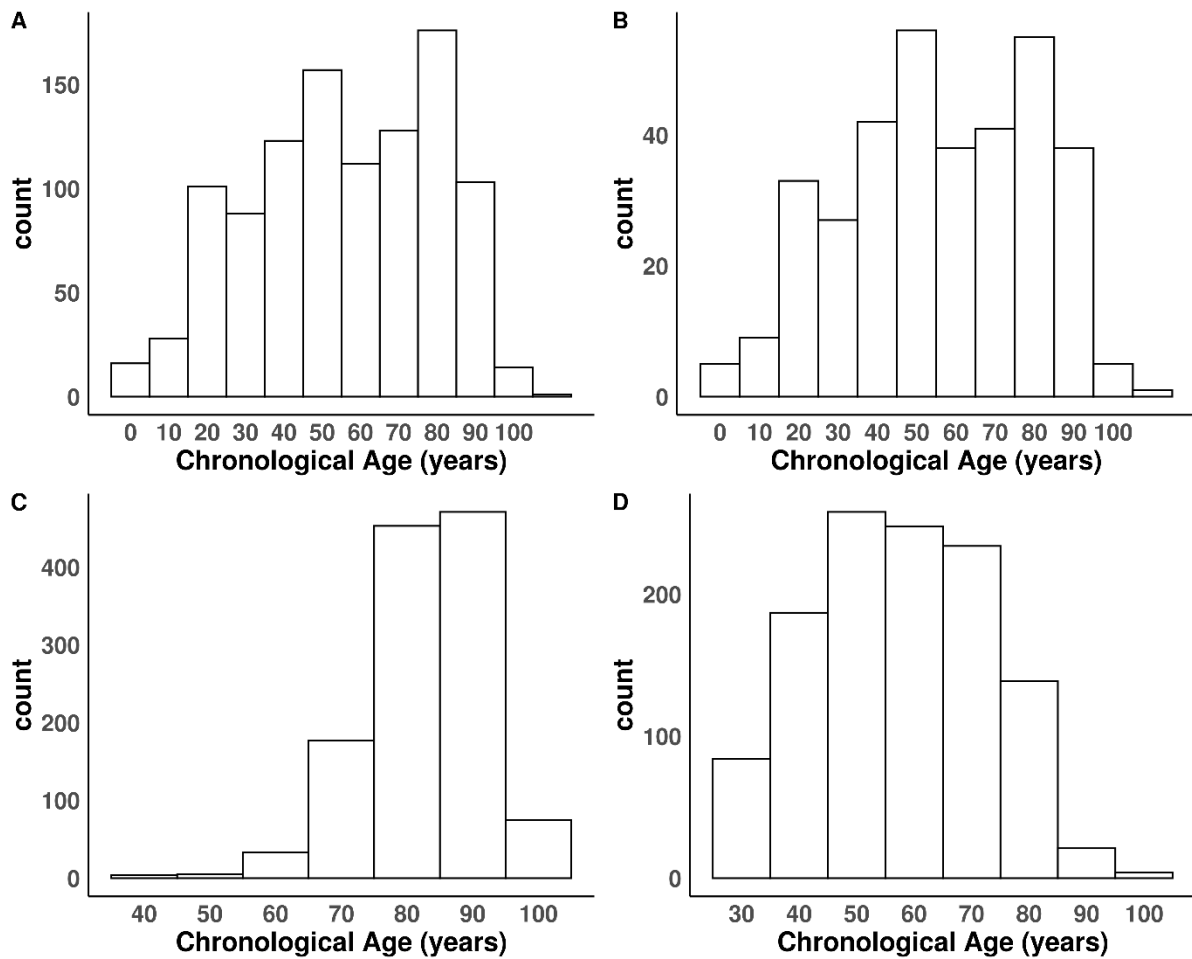 A
count
150
100
50
0
0 10 20 30 40 50 60 70 80 90 100
Chronological Age (years)
B
count
40
20
0
0 10 20 30 40 50 60 70 80 90 100
Chronological Age (years)
C
count
400
300
200
100
0
40 50 60 70 80 90 100
Chronological Age (years)
D
count
200
100
0
30 40 50 60 70 80 90 100
Chronological Age (years)